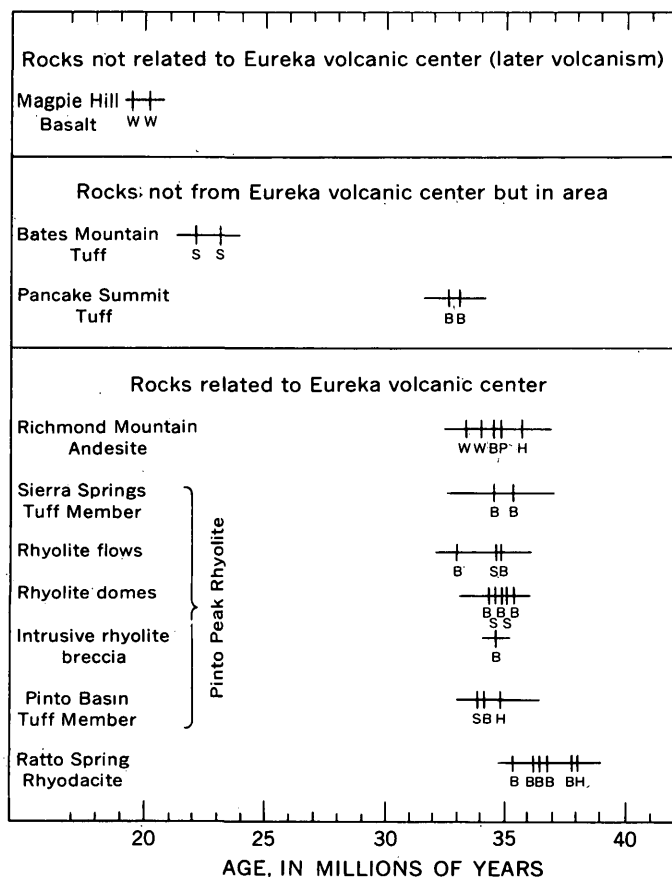 Rocks not related to Eureka volcanic center (later volcanism)
Magpie Hill
Basalt
W W
Rocks not from Eureka volcanic center but in area
Bates Mountain
Tuff
S S
Pancake Summit
Tuff
B B
Rocks related to Eureka volcanic center
Richmond Mountain
Andesite
W W B P H
Sierra Springs
Tuff Member
B B
Rhyolite flows
B S B
Rhyolite domes
B B B
S S
Intrusive rhyolite
breccia
B
Pinto Basin
Tuff Member
S B H
Pinto Peak Rhyolite
Ratto Spring
Rhyodacite
B B B B B H
20 25 30 35 40
AGE, IN MILLIONS OF YEARS